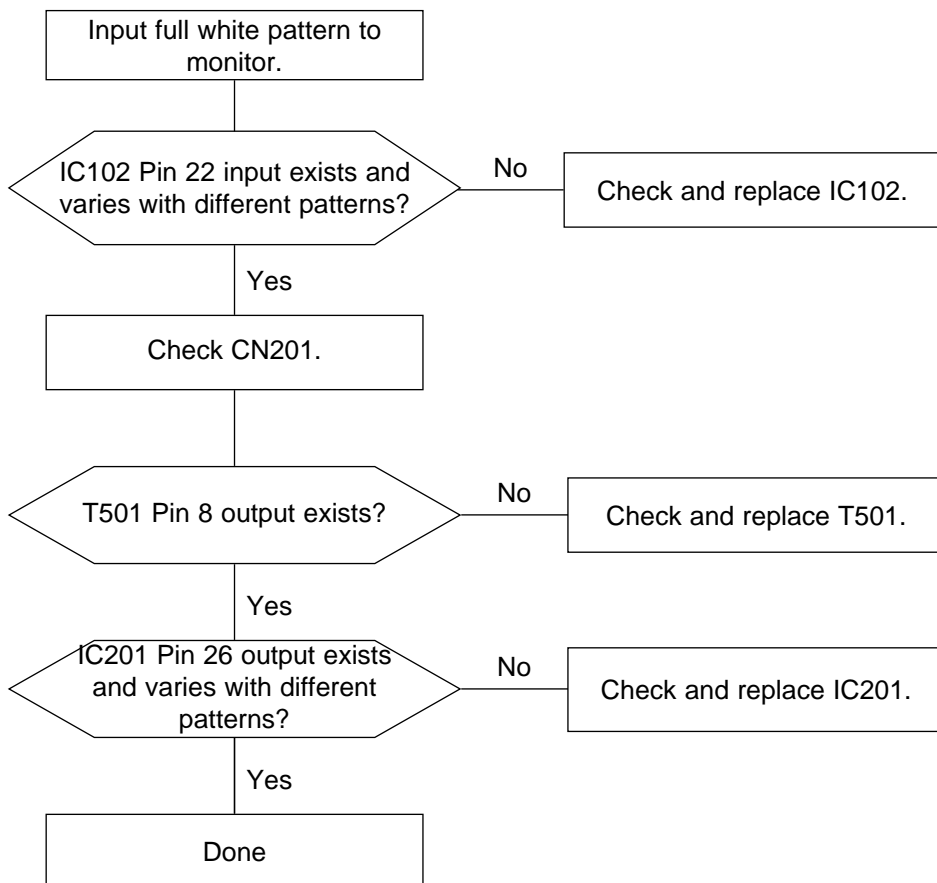 Input full white pattern to
monitor.
IC102 Pin 22 input exists and
varies with different patterns?
No
Check and replace IC102.
Yes
Check CN201.
T501 Pin 8 output exists?
No
Check and replace T501.
Yes
IC201 Pin 26 output exists
and varies with different
patterns?
No
Check and replace IC201.
Yes
Done